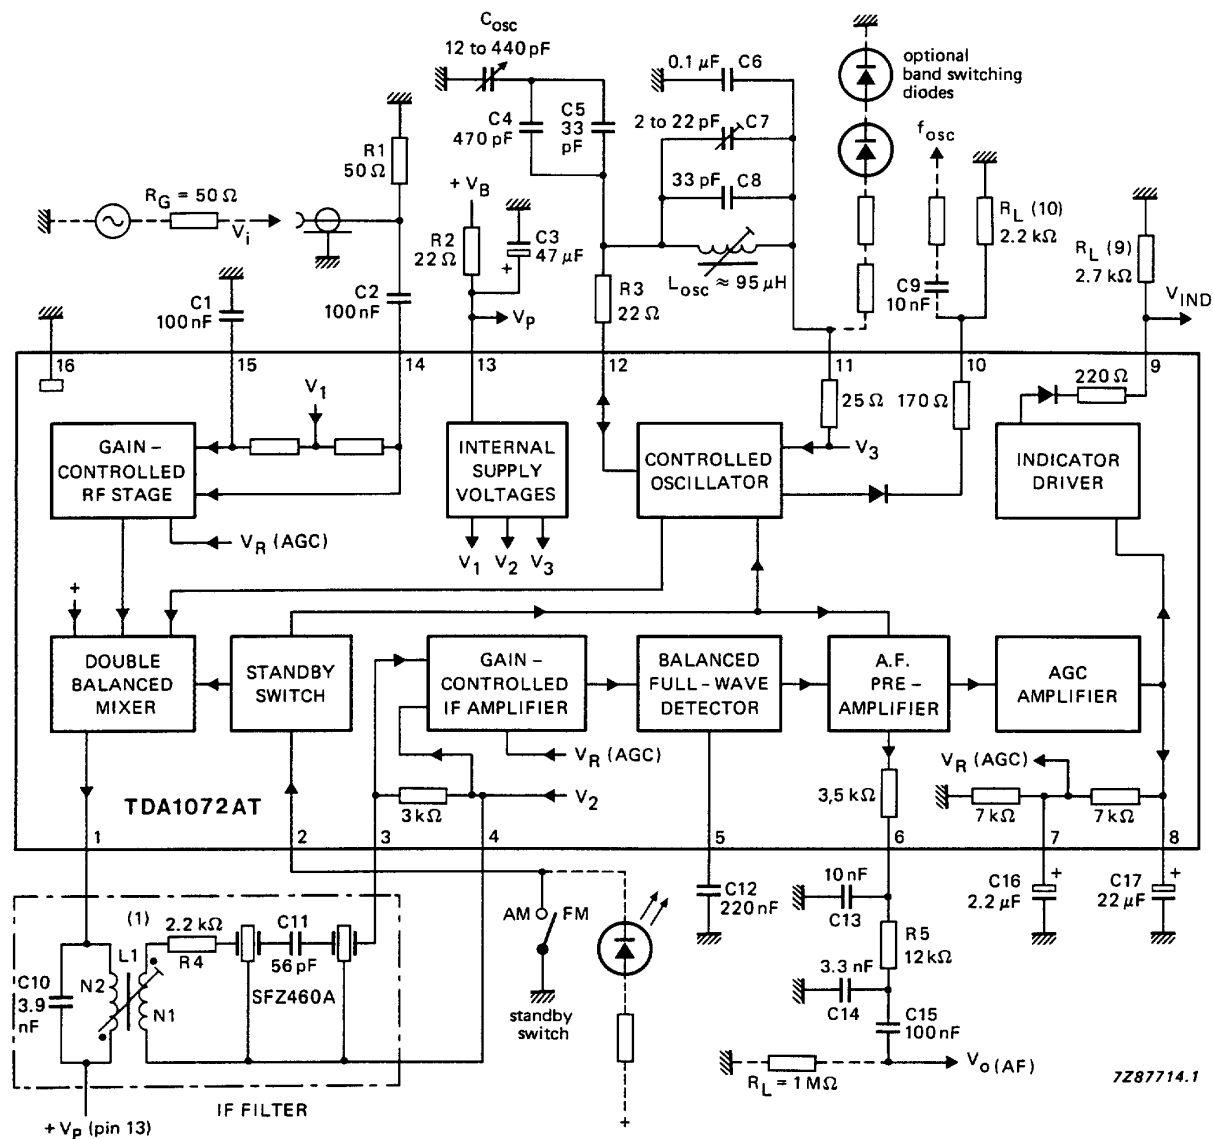 C osc
12 to 440 pF
C4
470 pF
C5
33
pF
0.1 µF C6
2 to 22 pF C7
33 pF C8
L osc ≈ 95 µH
optional
band switching
diodes
f osc
R1
50 Ω
R G = 50 Ω
V i
+ V B
R2
22 Ω
C3
47 µF
+
V P
R3
22 Ω
C9
10 nF
R L (10)
2.2 kΩ
R L (9)
2.7 kΩ
V IND
C1
100 nF
C2
100 nF
16
15
14
13
12
11
10
9
V 1
25 Ω
170 Ω
220 Ω
GAIN –
CONTROLLED
RF STAGE
INTERNAL
SUPPLY
VOLTAGES
CONTROLLED
OSCILLATOR
V 3
INDICATOR
DRIVER
V R (AGC)
V 1 V 2 V 3
+
DOUBLE
BALANCED
MIXER
STANDBY
SWITCH
GAIN –
CONTROLLED
IF AMPLIFIER
BALANCED
FULL–WAVE
DETECTOR
A.F.
PRE –
AMPLIFIER
AGC
AMPLIFIER
V R (AGC)
V R (AGC)
TDA1072AT
3 kΩ
V 2
3,5 kΩ
7 kΩ
7 kΩ
1
2
3
4
5
6
7
8
10 nF
C13
C12
220 nF
C16
2.2 µF
+
C17
22 µF
+
(1)
L1
N2
N1
C10
3.9
nF
2.2 kΩ
R4
C11
56 pF
SFZ460A
AM
FM
standby
switch
+
R5
12 kΩ
3.3 nF
C14
C15
100 nF
R L = 1 MΩ
V o (AF)
7Z87714.1
IF FILTER
+ V P (pin 13)